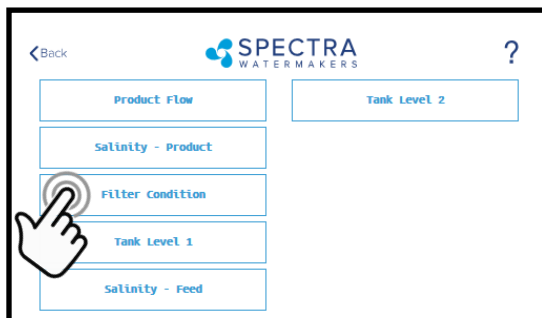 Back
SPECTRA
WATERMAKERS
?
Product Flow
Salinity - Product
Filter Condition
Tank Level 1
Salinity - Feed
Tank Level 2